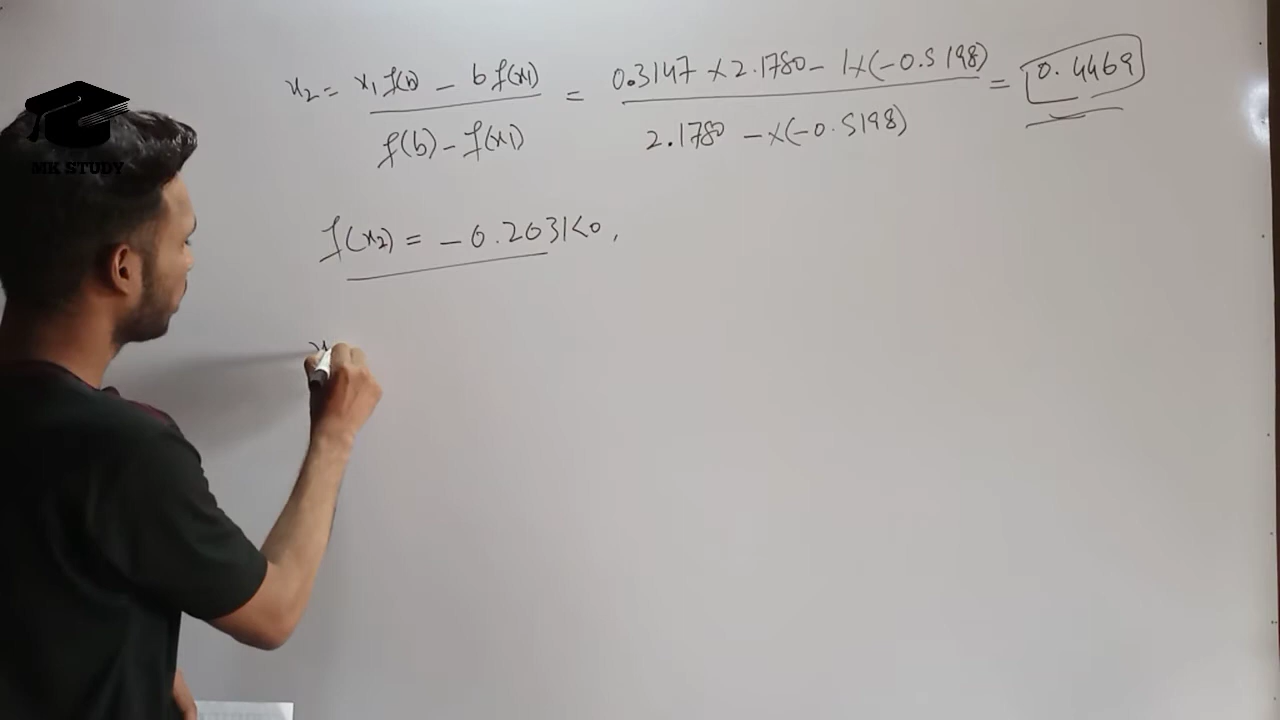 x₂ = x₁ f(b) - b f(x₁) / f(b) - f(x₁) = 0.3147 × 2.1780 - 1×(-0.5198) / 2.1780 - ×(-0.5198) = 0.4469
MK STUDY
f(x₂) = - 0.2031<0,
x